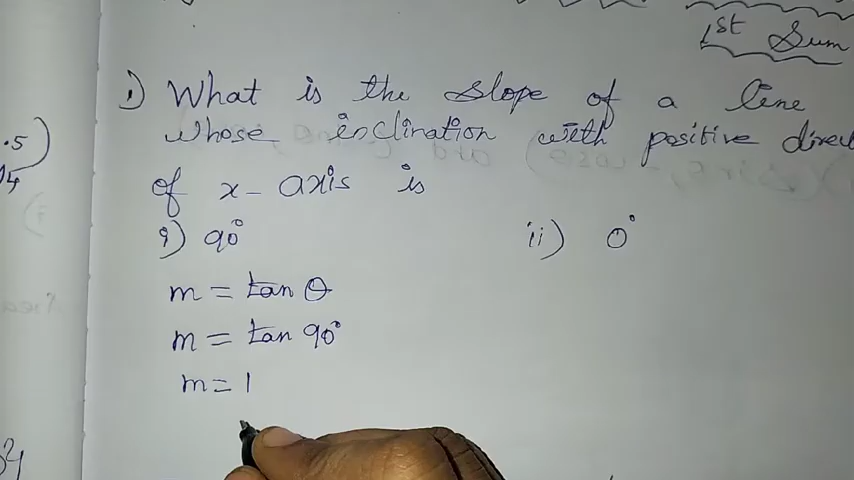 1st Sum
1) What is the slope of a line
whose inclination with positive direc
of x-axis is
i) 90° ii) 0°
m = tan θ
m = tan 90°
m = 1
.5)